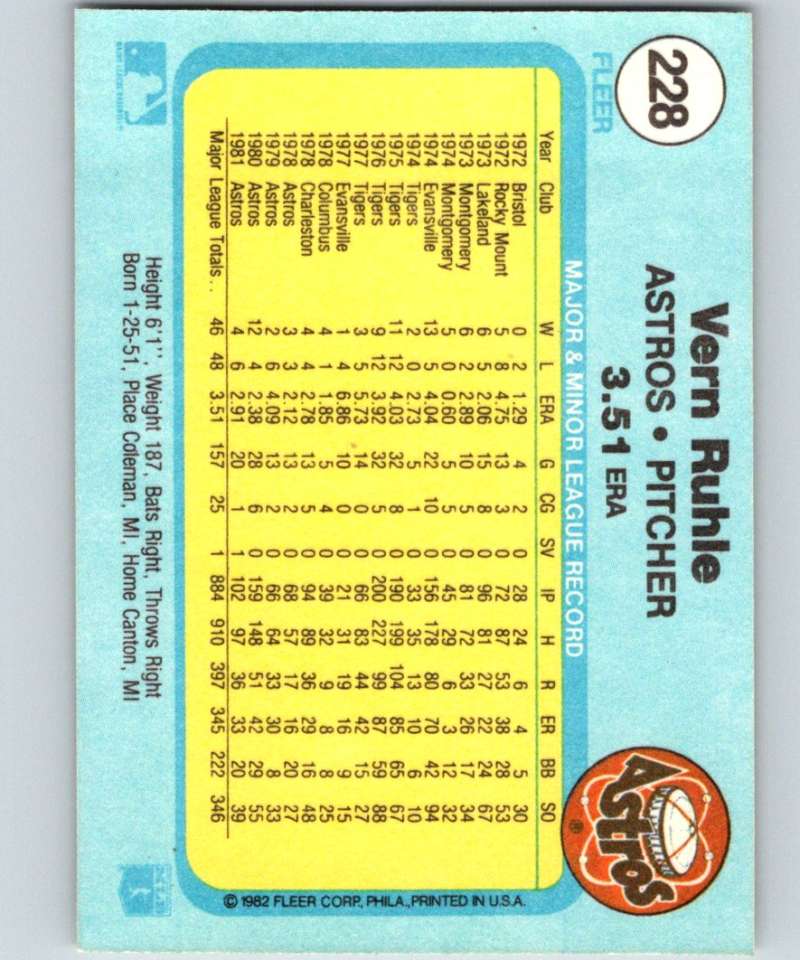 228
FLEER
Vern Ruhle
ASTROS • PITCHER
3.51 ERA
Astros
®
MAJOR & MINOR LEAGUE RECORD
Year Club W L ERA G CG SV IP H R ER BB SO
1972 Bristol 0 2 1.29 4 2 0 28 24 6 4 5 30
1972 Rocky Mount 5 8 4.75 13 3 0 72 87 53 38 28 53
1973 Lakeland 6 5 2.06 15 8 0 96 81 27 22 24 67
1973 Montgomery 6 2 2.89 10 5 0 81 72 33 26 17 34
1974 Montgomery 5 0 0.60 5 5 0 45 29 6 3 12 32
1974 Evansville 13 5 4.04 22 10 0 156 178 80 70 42 94
1974 Tigers 2 0 2.73 5 1 0 33 35 13 10 6 10
1975 Tigers 11 12 4.03 32 8 0 190 199 104 85 65 67
1976 Tigers 9 12 3.92 32 5 0 200 227 99 87 59 88
1977 Tigers 3 5 5.73 14 0 0 66 83 44 42 15 27
1977 Evansville 1 4 6.86 10 0 0 21 31 19 16 9 15
1978 Columbus 4 1 1.85 5 4 0 39 32 9 8 8 25
1978 Charleston 4 4 2.78 13 5 0 94 89 36 29 16 48
1978 Astros 3 3 2.12 13 2 0 68 57 17 16 20 27
1979 Astros 2 6 4.09 13 2 0 66 64 33 30 8 33
1980 Astros 12 4 2.38 28 6 0 159 148 51 42 29 55
1981 Astros 4 6 2.91 20 1 1 102 97 36 33 20 39
Major League Totals . . 46 48 3.51 157 25 1 884 910 397 345 222 346
© 1982 FLEER CORP., PHILA., PRINTED IN U.S.A.
Height 6'1'', Weight 187, Bats Right, Throws Right
Born 1-25-51, Place Coleman, MI, Home Canton, MI